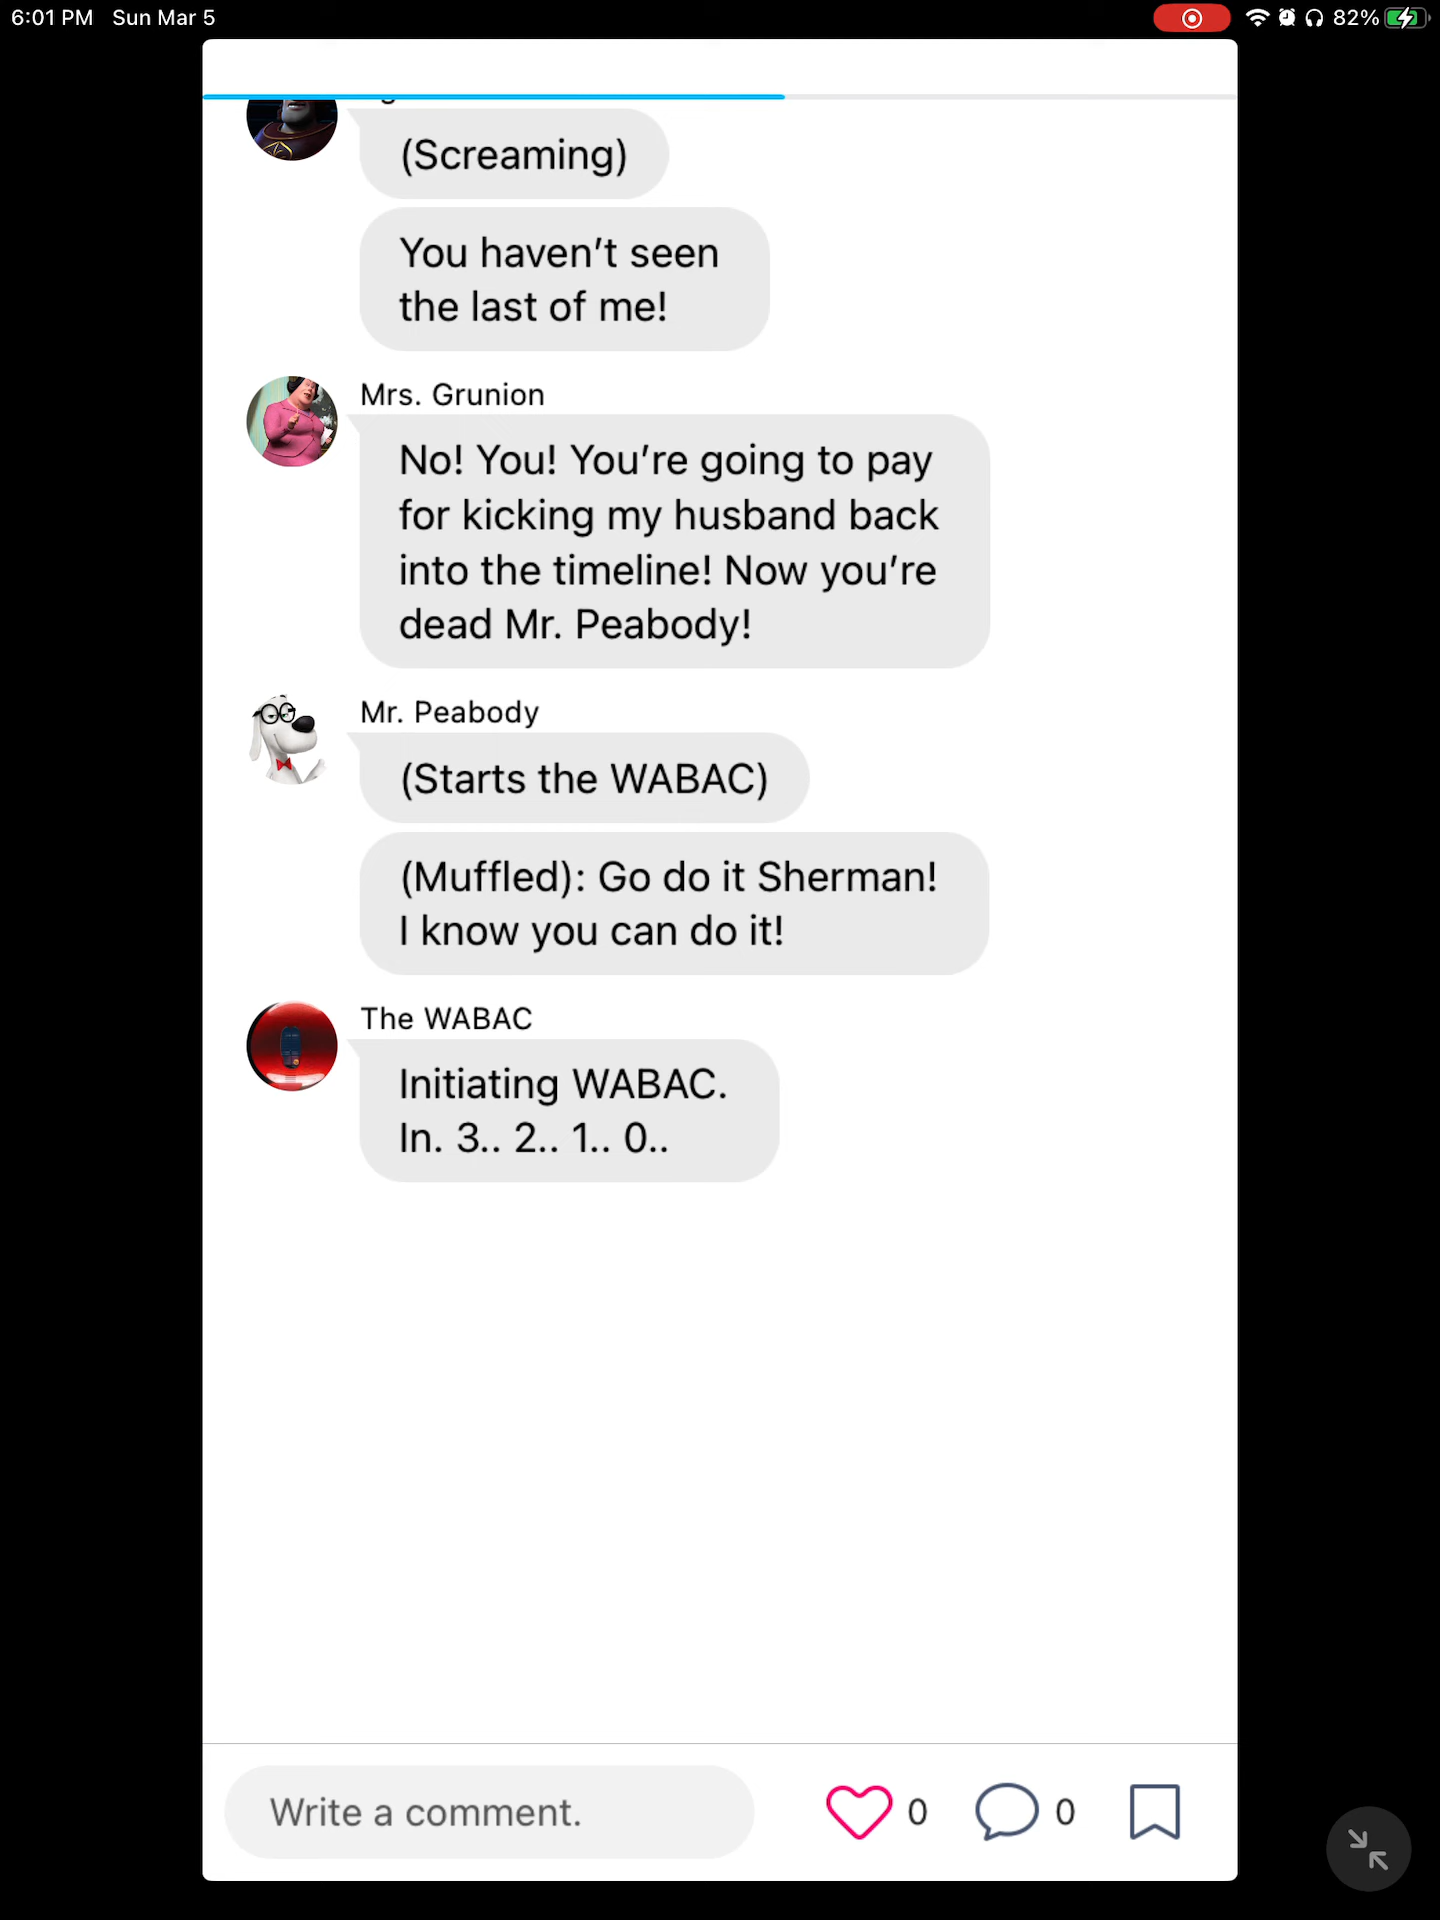 6:01 PM Sun Mar 5
82%
(Screaming)
You haven't seen
the last of me!
Mrs. Grunion
No! You! You're going to pay
for kicking my husband back
into the timeline! Now you're
dead Mr. Peabody!
Mr. Peabody
(Starts the WABAC)
(Muffled): Go do it Sherman!
I know you can do it!
The WABAC
Initiating WABAC.
In. 3.. 2.. 1.. 0..
Write a comment.
0
0